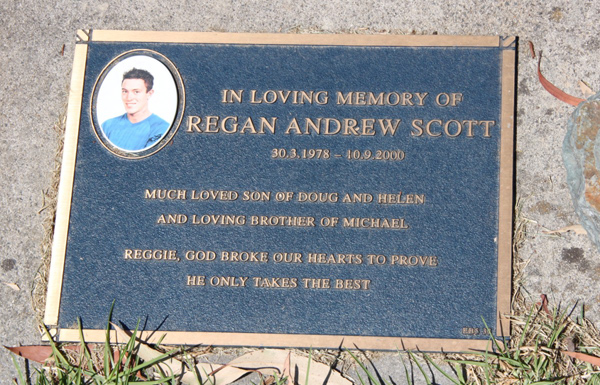 IN LOVING MEMORY OF
REGAN ANDREW SCOTT
30.3.1978 - 10.9.2000
MUCH LOVED SON OF DOUG AND HELEN
AND LOVING BROTHER OF MICHAEL
REGGIE, GOD BROKE OUR HEARTS TO PROVE
HE ONLY TAKES THE BEST